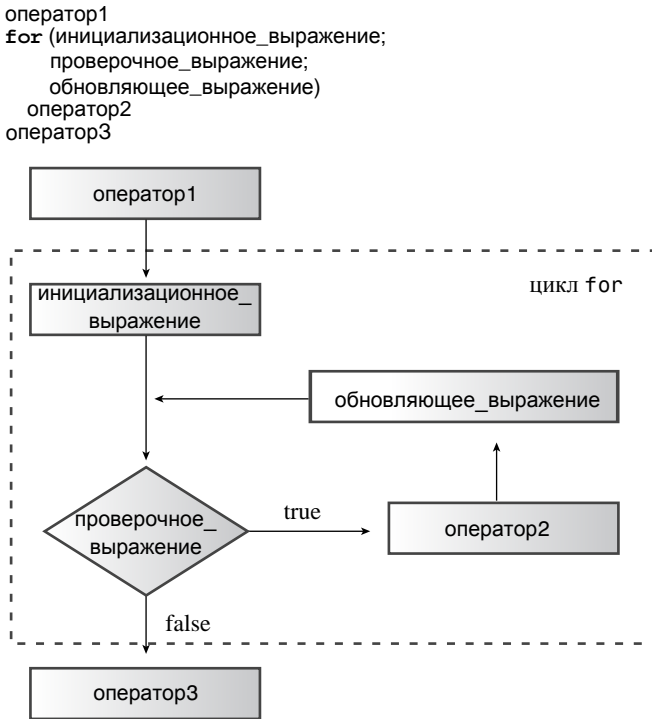 оператор1
for (инициализационное_выражение;
проверочное_выражение;
обновляющее_выражение)
оператор2
оператор3
оператор1
цикл for
инициализационное_
выражение
обновляющее_выражение
проверочное_
выражение
true
оператор2
false
оператор3